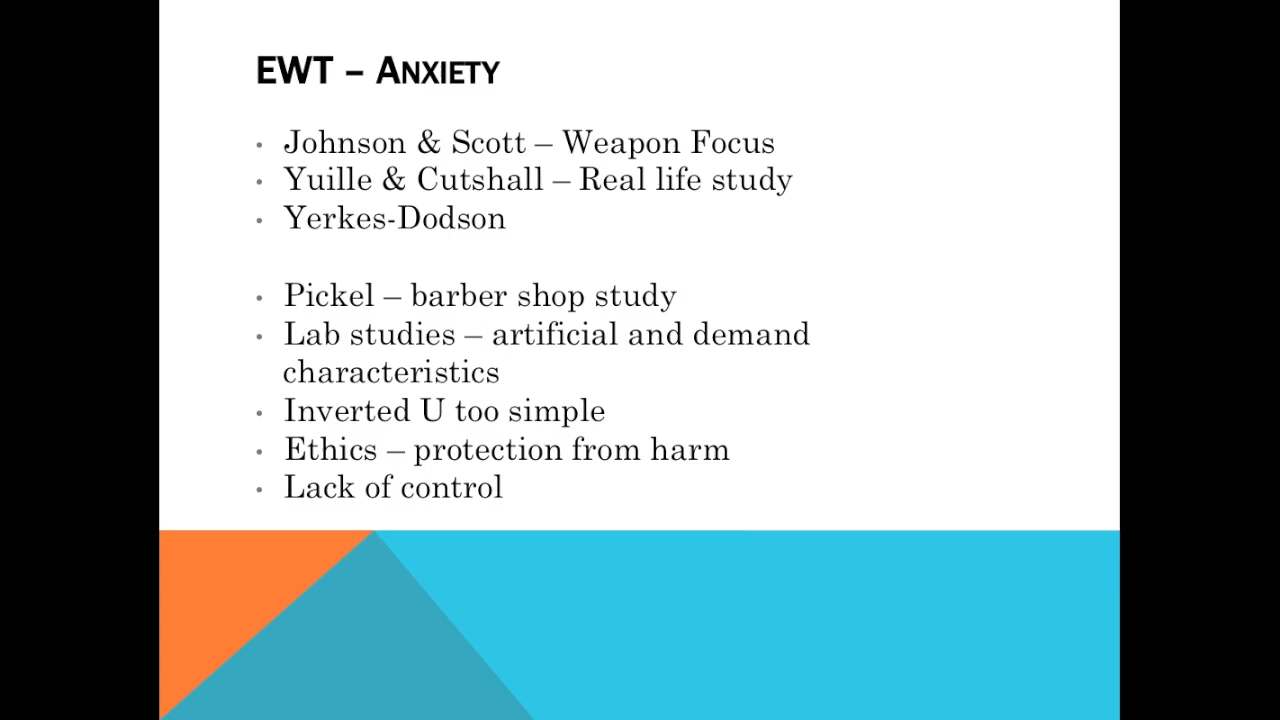 EWT – ANXIETY
• Johnson & Scott – Weapon Focus
• Yuille & Cutshall – Real life study
• Yerkes-Dodson
• Pickel – barber shop study
• Lab studies – artificial and demand
characteristics
• Inverted U too simple
• Ethics – protection from harm
• Lack of control